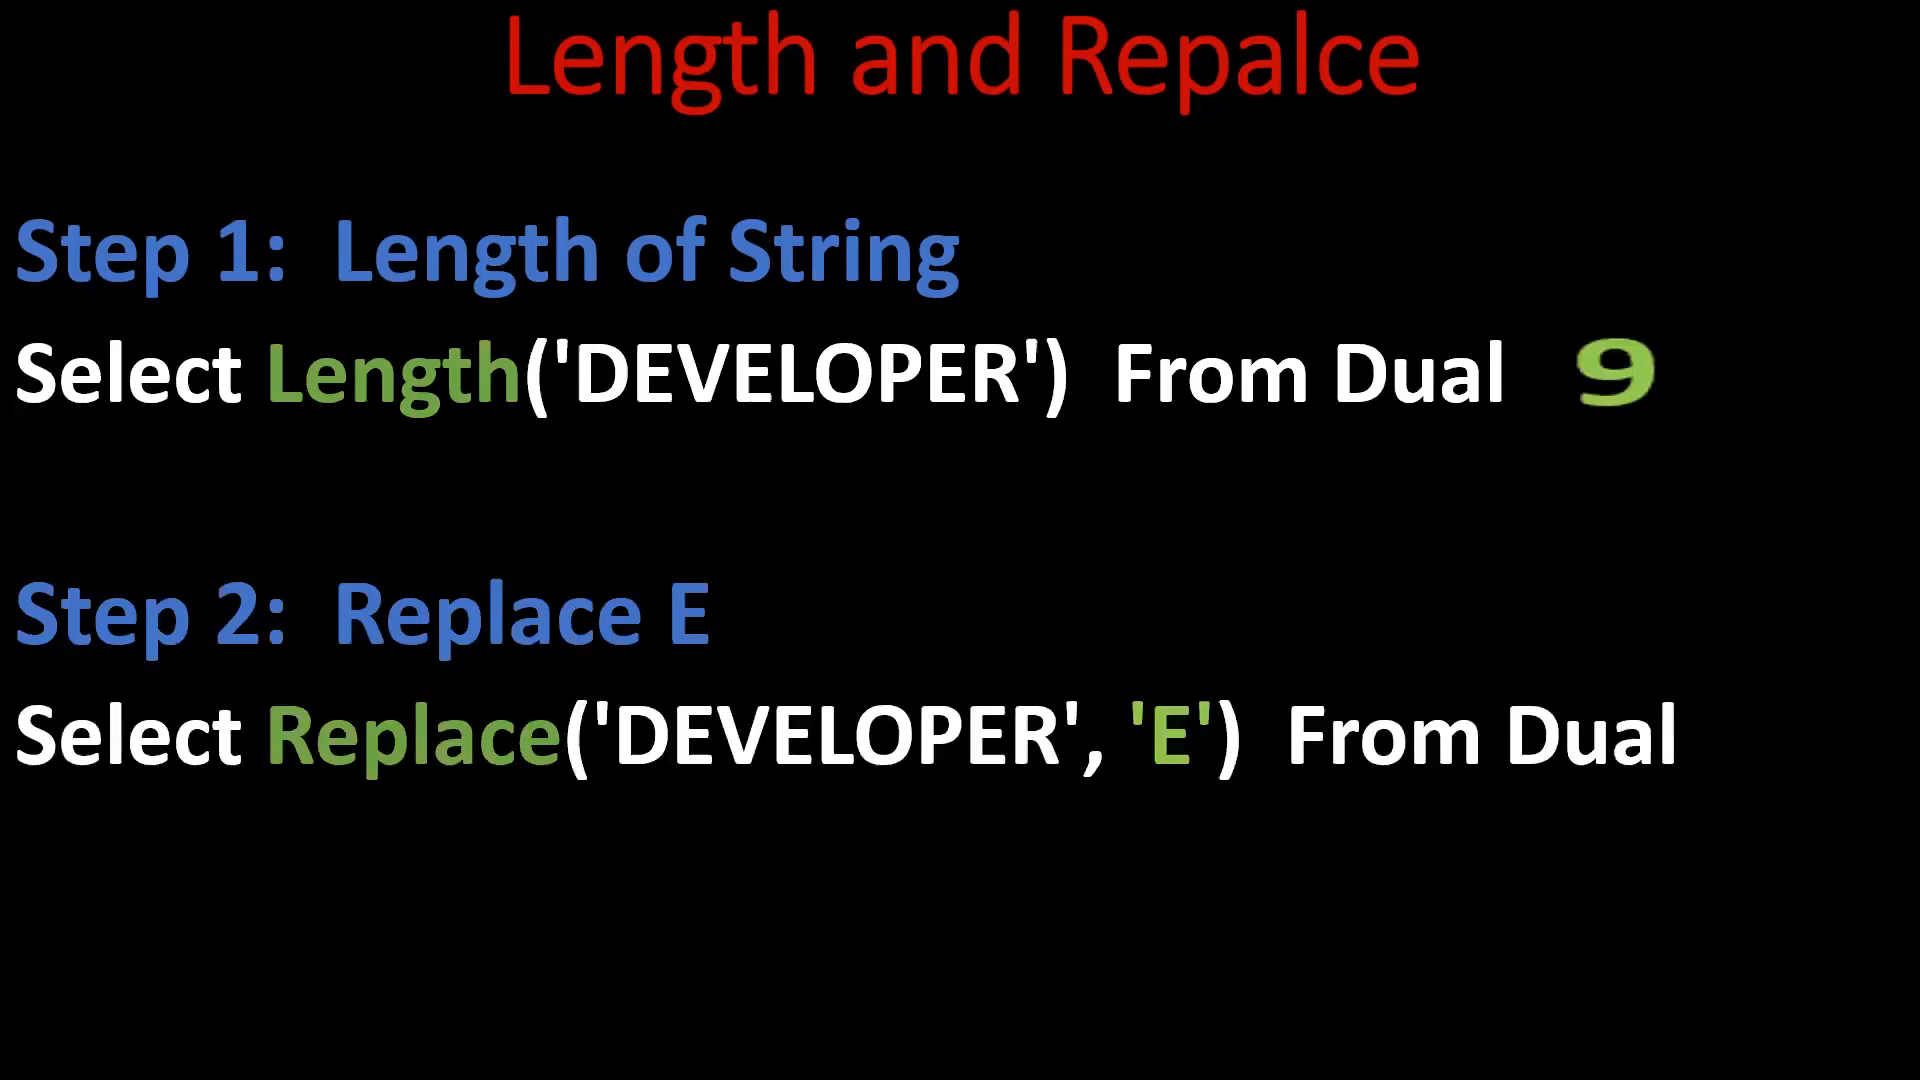 Length and Repalce
Step 1: Length of String
Select Length('DEVELOPER') From Dual 9
Step 2: Replace E
Select Replace('DEVELOPER', 'E') From Dual